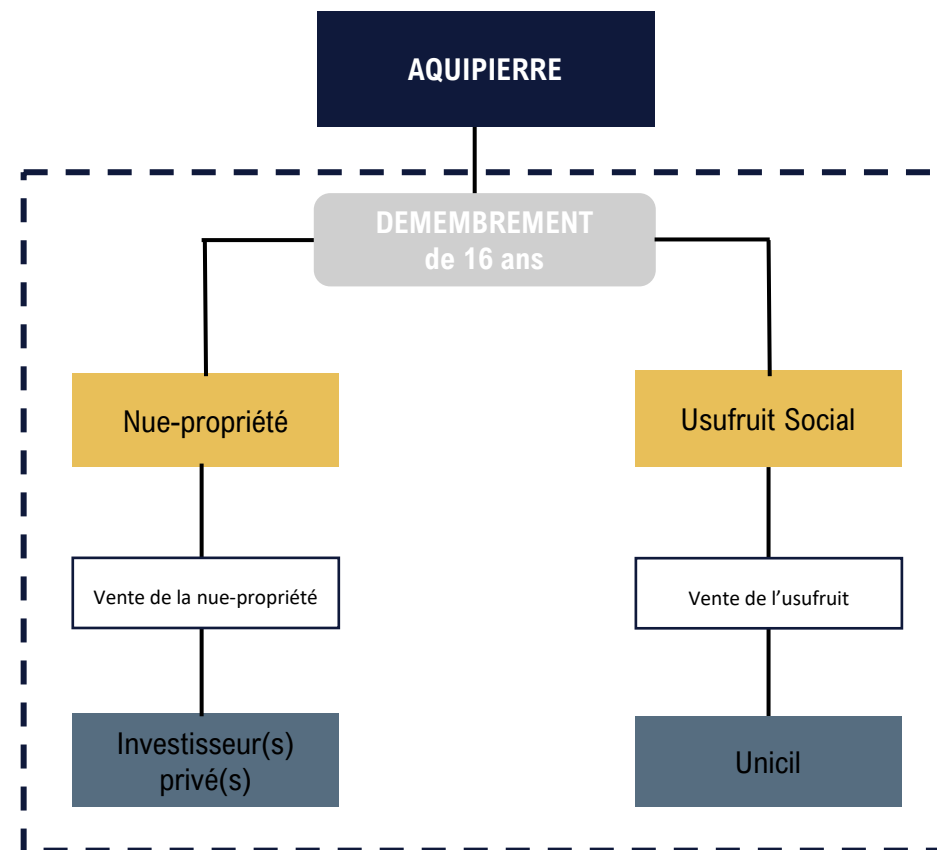 AQUIPIERRE
DEMEMBREMENT
de 16 ans
Nue-propriété
Usufruit Social
Vente de la nue-propriété
Vente de l’usufruit
Investisseur(s)
privé(s)
Unicil